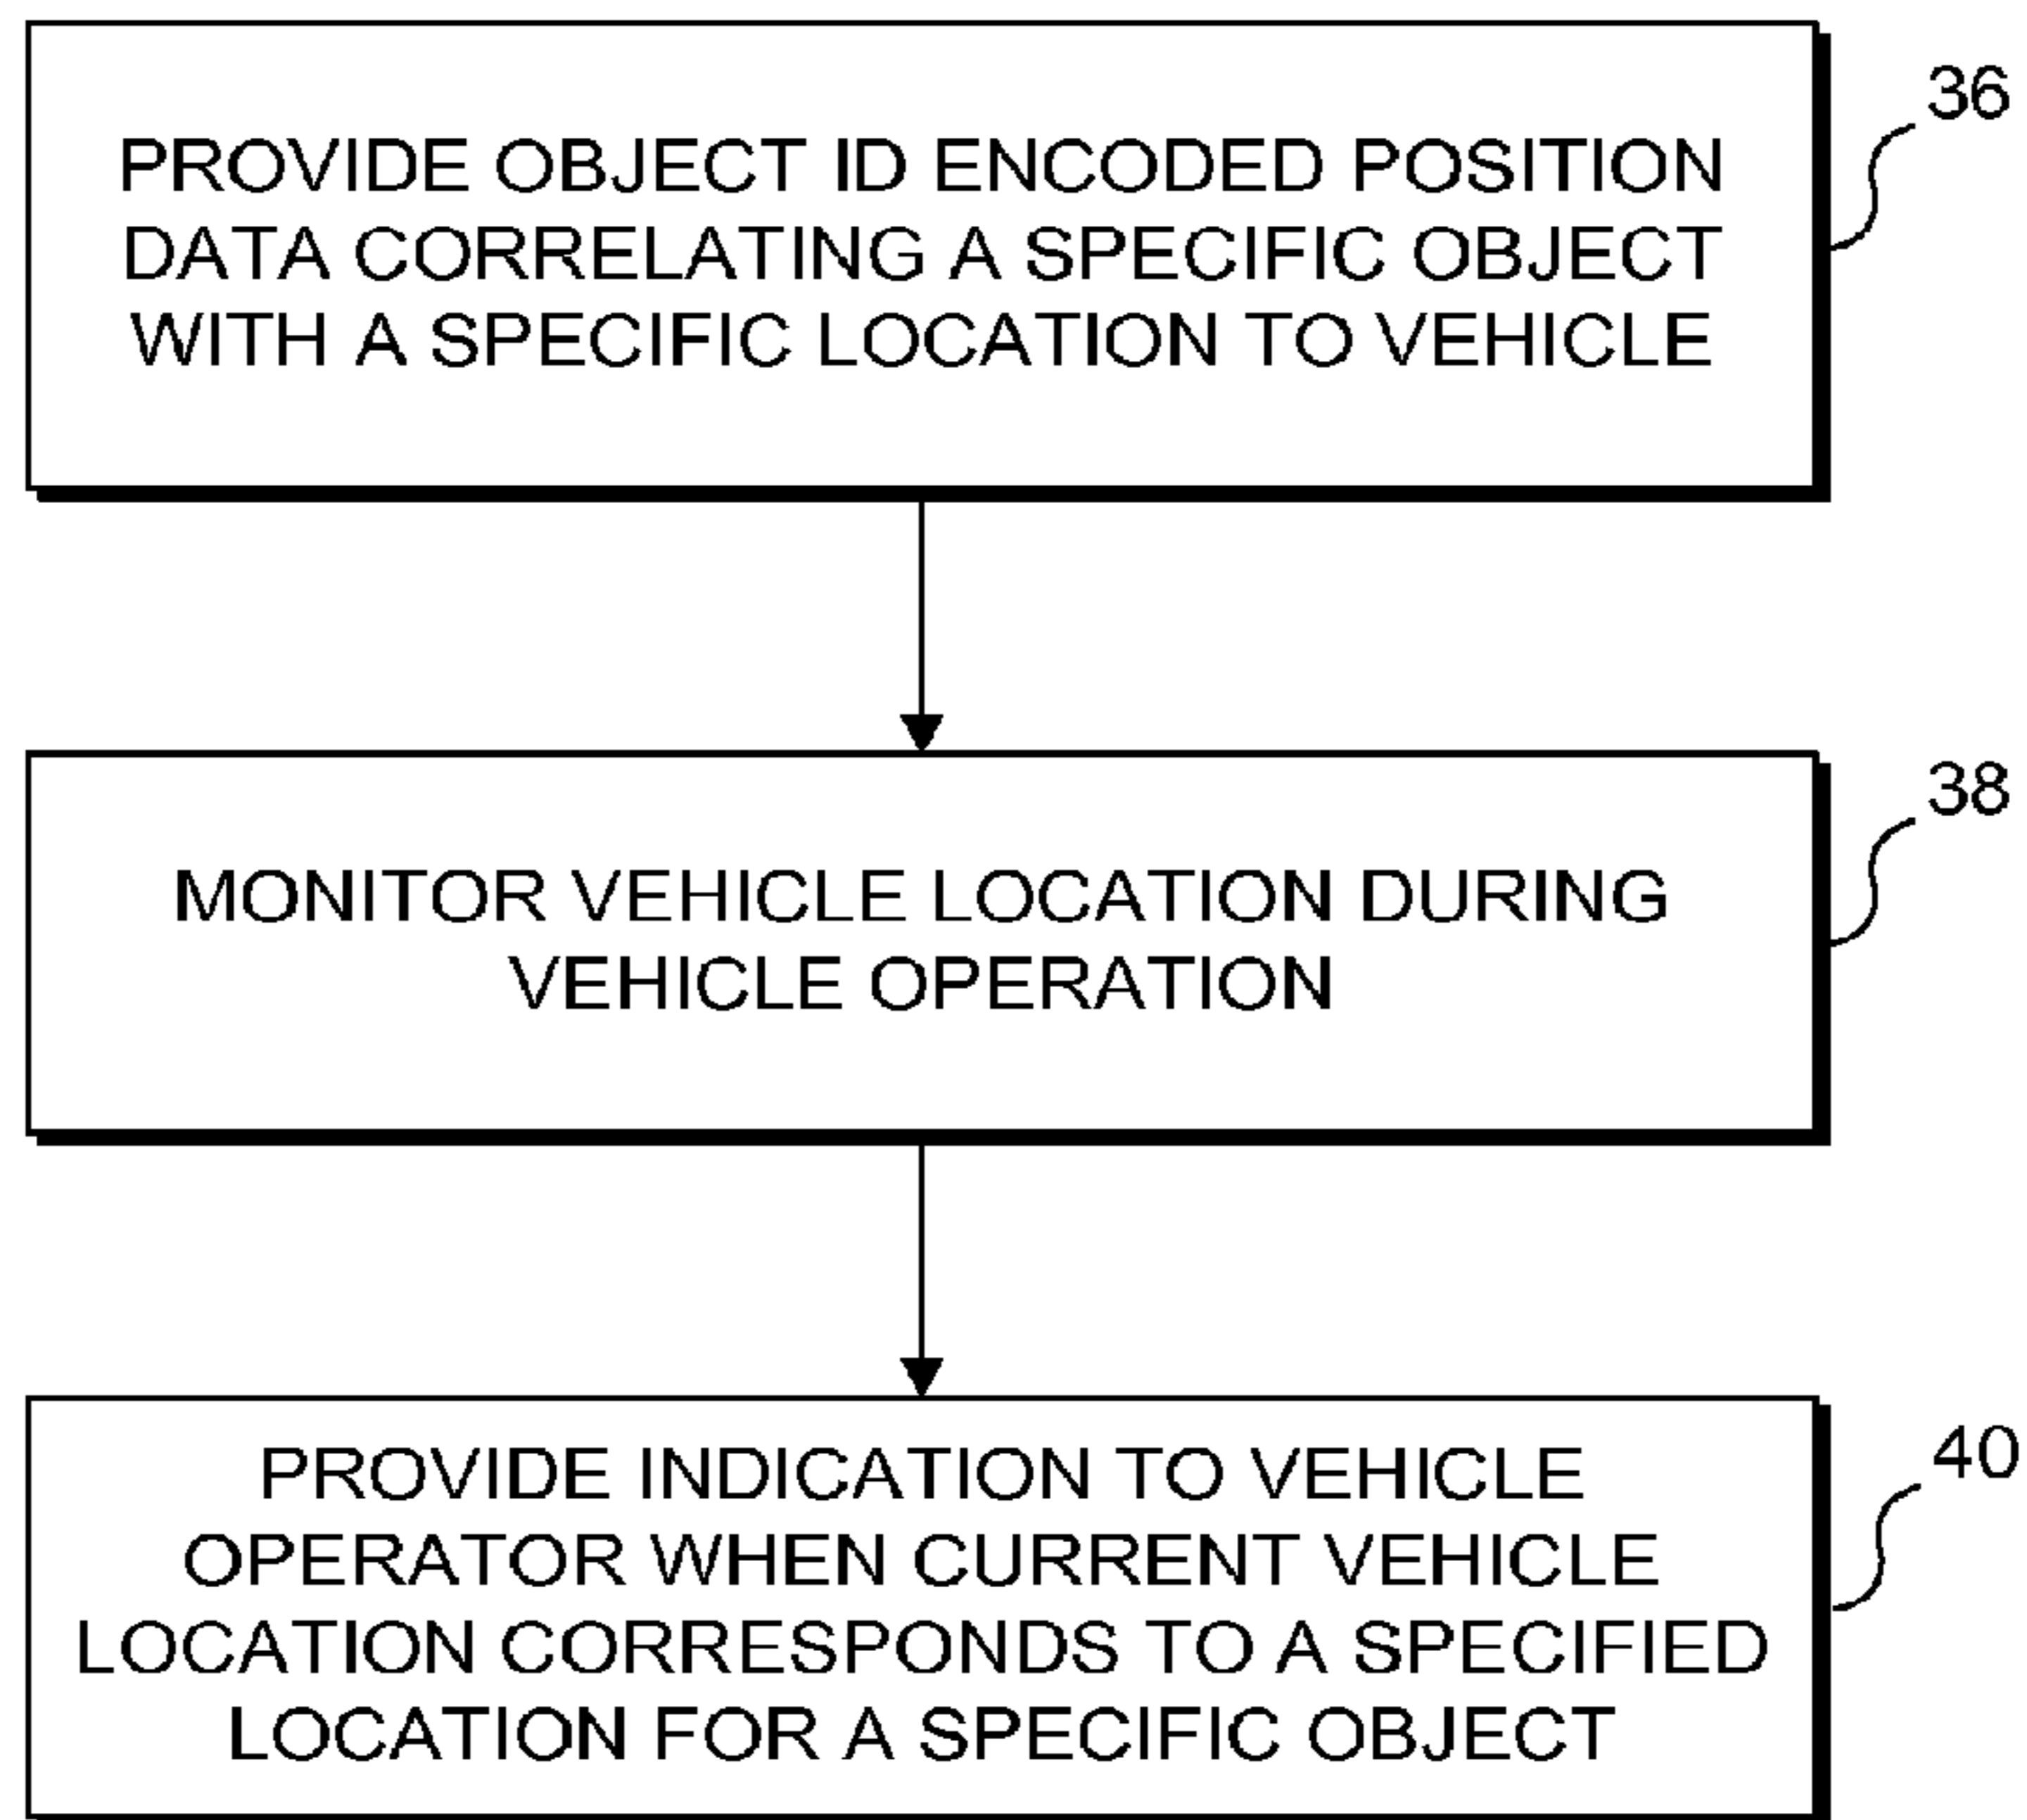 36
PROVIDE OBJECT ID ENCODED POSITION
DATA CORRELATING A SPECIFIC OBJECT
WITH A SPECIFIC LOCATION TO VEHICLE
38
MONITOR VEHICLE LOCATION DURING
VEHICLE OPERATION
40
PROVIDE INDICATION TO VEHICLE
OPERATOR WHEN CURRENT VEHICLE
LOCATION CORRESPONDS TO A SPECIFIED
LOCATION FOR A SPECIFIC OBJECT